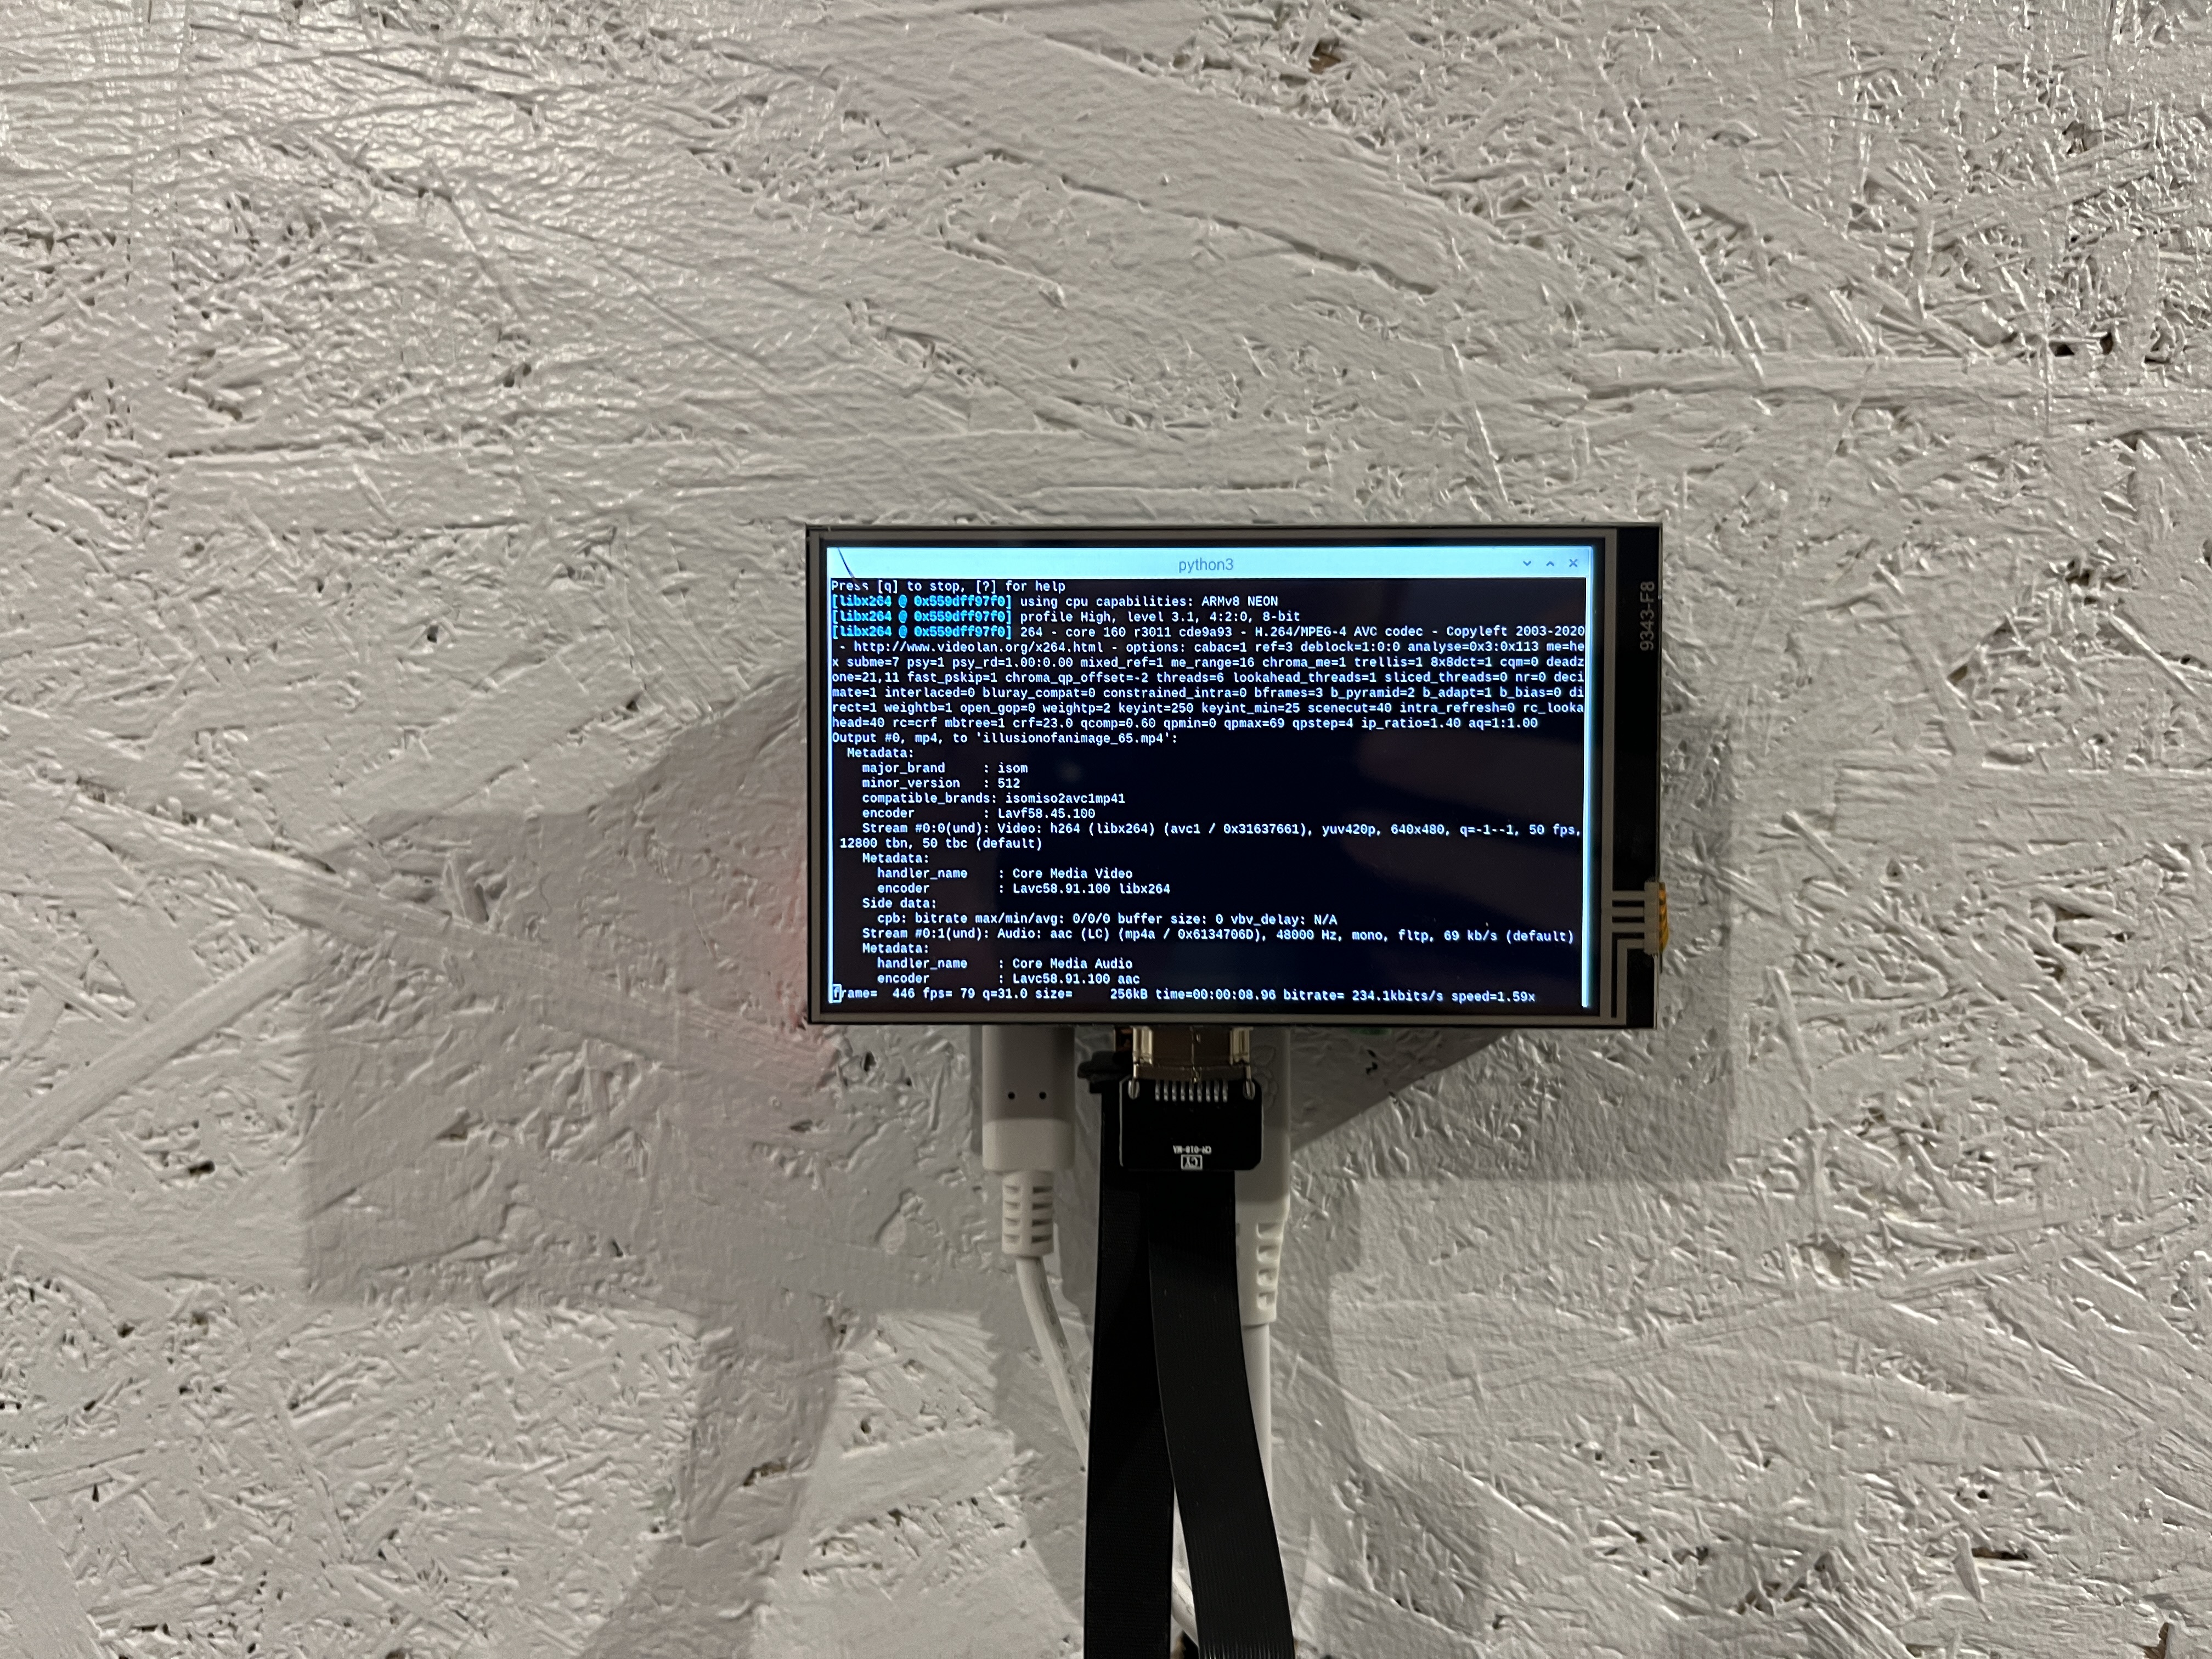 python3
Press [q] to stop, [?] for help
[libx264 @ 0x559dff97f0] using cpu capabilities: ARMv8 NEON
[libx264 @ 0x559dff97f0] profile High, level 3.1, 4:2:0, 8-bit
[libx264 @ 0x559dff97f0] 264 - core 160 r3011 cde9a93 - H.264/MPEG-4 AVC codec - Copyleft 2003-2020
- http://www.videolan.org/x264.html - options: cabac=1 ref=3 deblock=1:0:0 analyse=0x3:0x113 me=he
x subme=7 psy=1 psy_rd=1.00:0.00 mixed_ref=1 me_range=16 chroma_me=1 trellis=1 8x8dct=1 cqm=0 deadz
one=21,11 fast_pskip=1 chroma_qp_offset=-2 threads=6 lookahead_threads=1 sliced_threads=0 nr=0 deci
mate=1 interlaced=0 bluray_compat=0 constrained_intra=0 bframes=3 b_pyramid=2 b_adapt=1 b_bias=0 di
rect=1 weightb=1 open_gop=0 weightp=2 keyint=250 keyint_min=25 scenecut=40 intra_refresh=0 rc_looka
head=40 rc=crf mbtree=1 crf=23.0 qcomp=0.60 qpmin=0 qpmax=69 qpstep=4 ip_ratio=1.40 aq=1:1.00
Output #0, mp4, to 'illusionofanimage_65.mp4':
Metadata:
major_brand : isom
minor_version : 512
compatible_brands: isomiso2avc1mp41
encoder : Lavf58.45.100
Stream #0:0(und): Video: h264 (libx264) (avc1 / 0x31637661), yuv420p, 640x480, q=-1--1, 50 fps,
12800 tbn, 50 tbc (default)
Metadata:
handler_name : Core Media Video
encoder : Lavc58.91.100 libx264
Side data:
cpb: bitrate max/min/avg: 0/0/0 buffer size: 0 vbv_delay: N/A
Stream #0:1(und): Audio: aac (LC) (mp4a / 0x6134706D), 48000 Hz, mono, fltp, 69 kb/s (default)
Metadata:
handler_name : Core Media Audio
encoder : Lavc58.91.100 aac
frame= 446 fps= 79 q=31.0 size= 256kB time=00:00:08.96 bitrate= 234.1kbits/s speed=1.59x
9343-F8